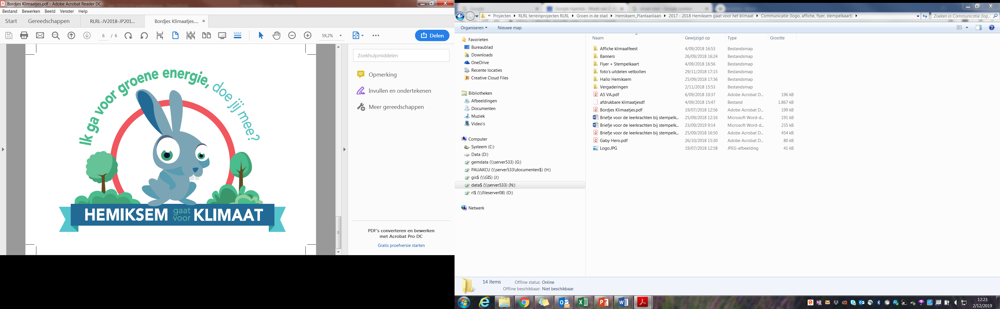 Bordjes Klimaatjes.pdf - Adobe Acrobat Reader DC
Bestand Bewerken Beeld Venster Help
Start Gereedschappen RLRL-JV2018-JP201... Bordjes Klimaatjes.... ×
6 / 6 59,2% Delen
Ik ga voor groene energie, doe jij mee?
HEMIKSEM gaat voor KLIMAAT
Zoekhulpmiddelen
Opmerking
Invullen en ondertekenen
Meer gereedschappen
PDF's converteren en bewerken
met Acrobat Pro DC
Gratis proefversie starten
« Projecten RLRL terreinprojecten RLRL Groen in de stad Hemiksem_Plantaanlaan 2017 - 2018 Hemiksem gaat voor het klimaat Communicatie (logo, affiche, flyer, stempelkaart) Zoeken in Communicatie (log...
Organiseren Nieuwe map
Favorieten
Bureaublad
Downloads
OneDrive
Recente locaties
Creative Cloud Files
Bibliotheken
Afbeeldingen
Documenten
Muziek
Video's
Computer
Systeem (C:)
Data (D:)
gemdata (\\server533) (G:)
PAUAKCU (\\server533\documenten$) (H:)
gis$ (\\GIS) (J:)
data$ (\\server533) (N:)
rl$ (\\fileserver08) (O:)
Netwerk
Naam Gewijzigd op Type Grootte
Affiche klimaatfeest 4/09/2018 16:53 Bestandsmap
Banners 26/09/2018 16:24 Bestandsmap
Flyer + Stempelkaart 4/09/2018 16:56 Bestandsmap
foto's uitdelen vetbollen 29/11/2018 17:15 Bestandsmap
Hallo Hemiksem 25/09/2018 17:36 Bestandsmap
Vergaderingen 2/11/2018 15:53 Bestandsmap
A5 VA.pdf 6/09/2018 10:37 Adobe Acrobat D... 196 kB
afdrukbare klimaatjesdf 4/09/2018 15:47 Bestand 1.867 kB
Bordjes Klimaatjes.pdf 19/07/2018 12:56 Adobe Acrobat D... 199 kB
Briefje voor de leerkrachten bij stempelk... 25/09/2018 12:16 Microsoft Word-d... 191 kB
Briefje voor de leerkrachten bij stempelk... 23/09/2019 9:14 Microsoft Word-d... 235 kB
Briefje voor de leerkrachten bij stempelk... 25/09/2018 16:50 Adobe Acrobat D... 454 kB
Gaby Hero.pdf 26/10/2018 15:30 Adobe Acrobat D... 80 kB
Logo.JPG 19/07/2018 12:58 JPEG-afbeelding 41 kB
14 items Offline status: Online
Offline beschikbaar: Niet beschikbaar
12:23
2/12/2019